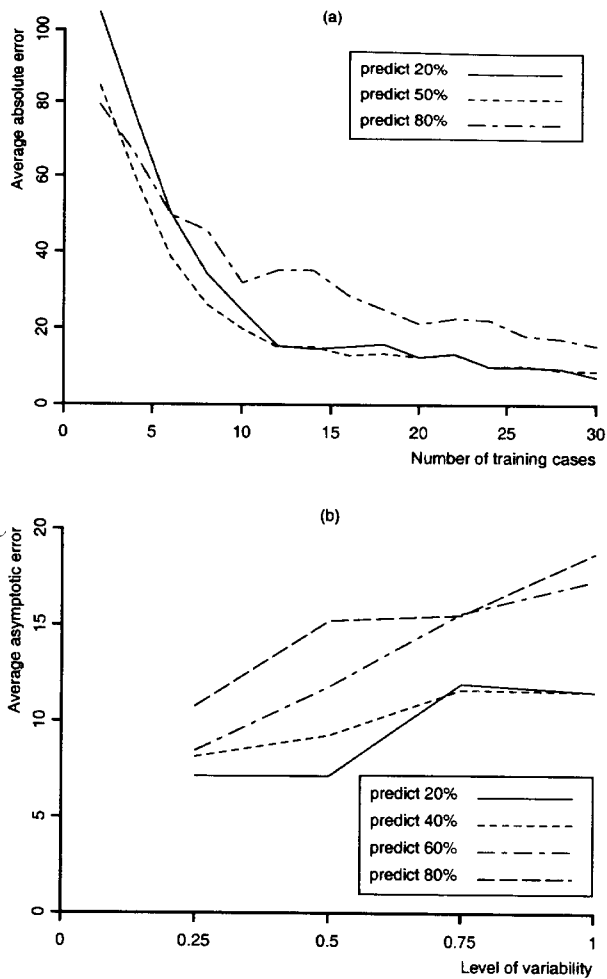 (a)
Average absolute error
100
80
60
40
20
0
predict 20%
predict 50%
predict 80%
0 5 10 15 20 25 30
Number of training cases
(b)
Average asymptotic error
20
15
10
5
0
predict 20%
predict 40%
predict 60%
predict 80%
0 0.25 0.5 0.75 1
Level of variability